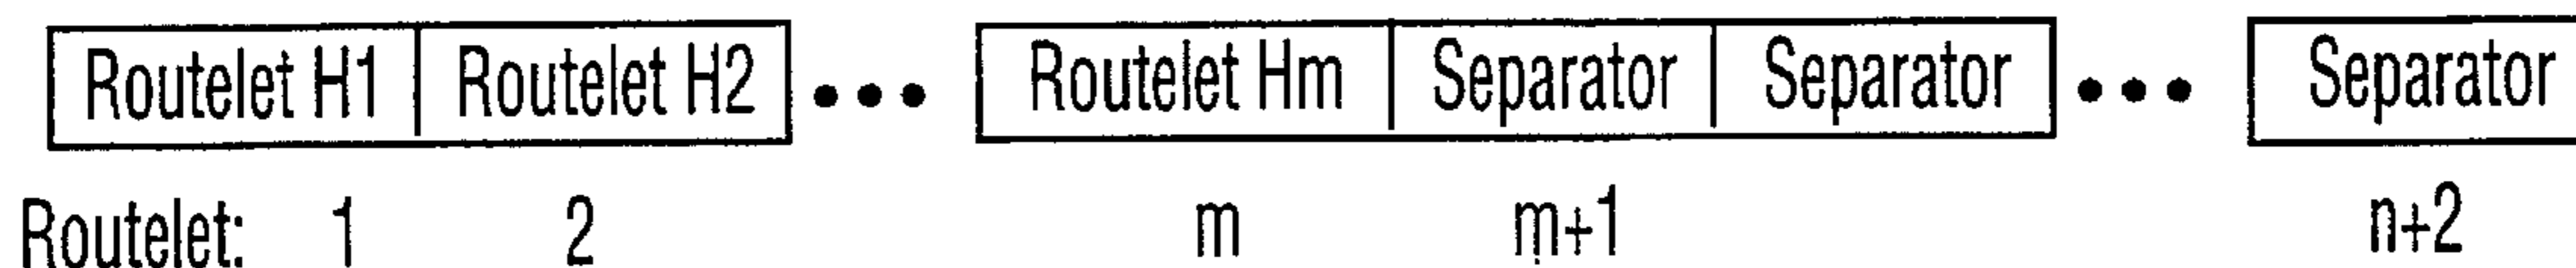 Routelet H1 Routelet H2 ••• Routelet Hm Separator Separator ••• Separator
Routelet: 1 2 m m+1 n+2